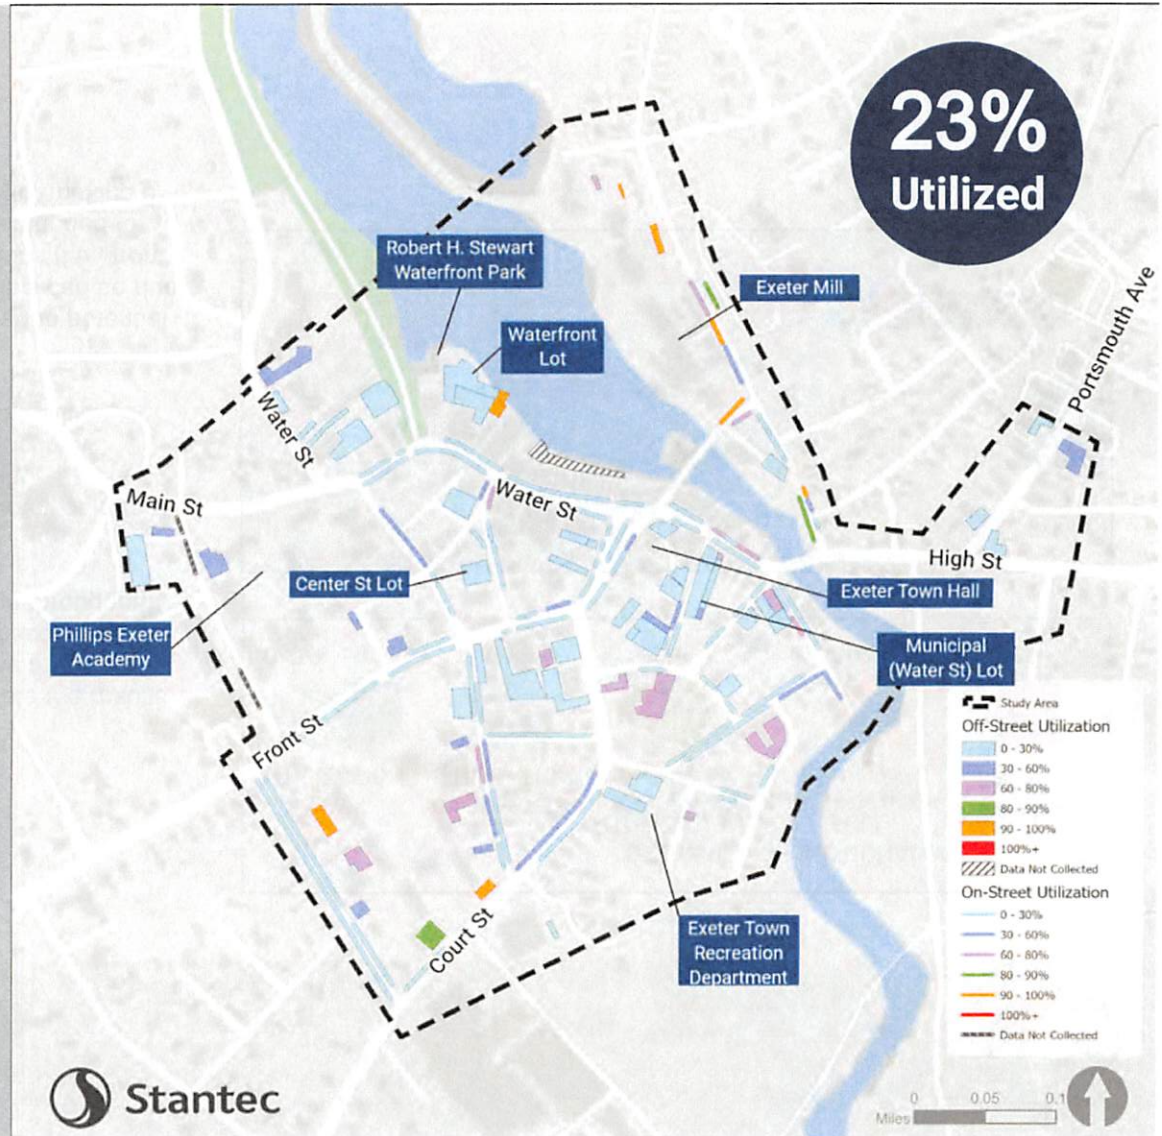 23%
Utilized
Robert H. Stewart
Waterfront Park
Exeter Mill
Waterfront
Lot
Portsmouth Ave
Water St
Main St
Water St
High St
Center St Lot
Exeter Town Hall
Phillips Exeter
Academy
Municipal
(Water St) Lot
Front St
Study Area
Off-Street Utilization
0 - 30%
30 - 60%
60 - 80%
80 - 90%
90 - 100%
100%+
Data Not Collected
On-Street Utilization
0 - 30%
30 - 60%
60 - 80%
80 - 90%
90 - 100%
100%+
Data Not Collected
Court St
Exeter Town
Recreation
Department
Stantec
0 0.05 0.1
Miles